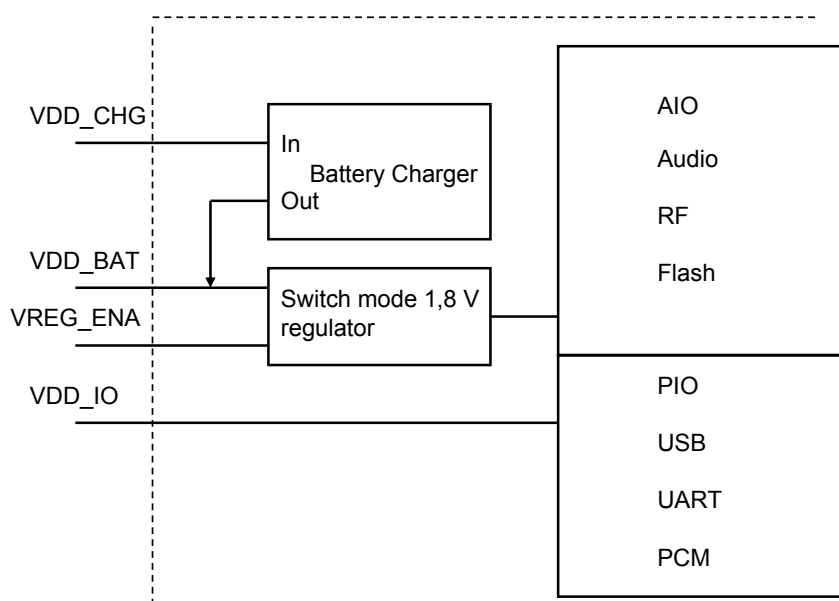 VDD_CHG
In
Battery Charger
Out
VDD_BAT
VREG_ENA
Switch mode 1,8 V
regulator
VDD_IO
AIO
Audio
RF
Flash
PIO
USB
UART
PCM